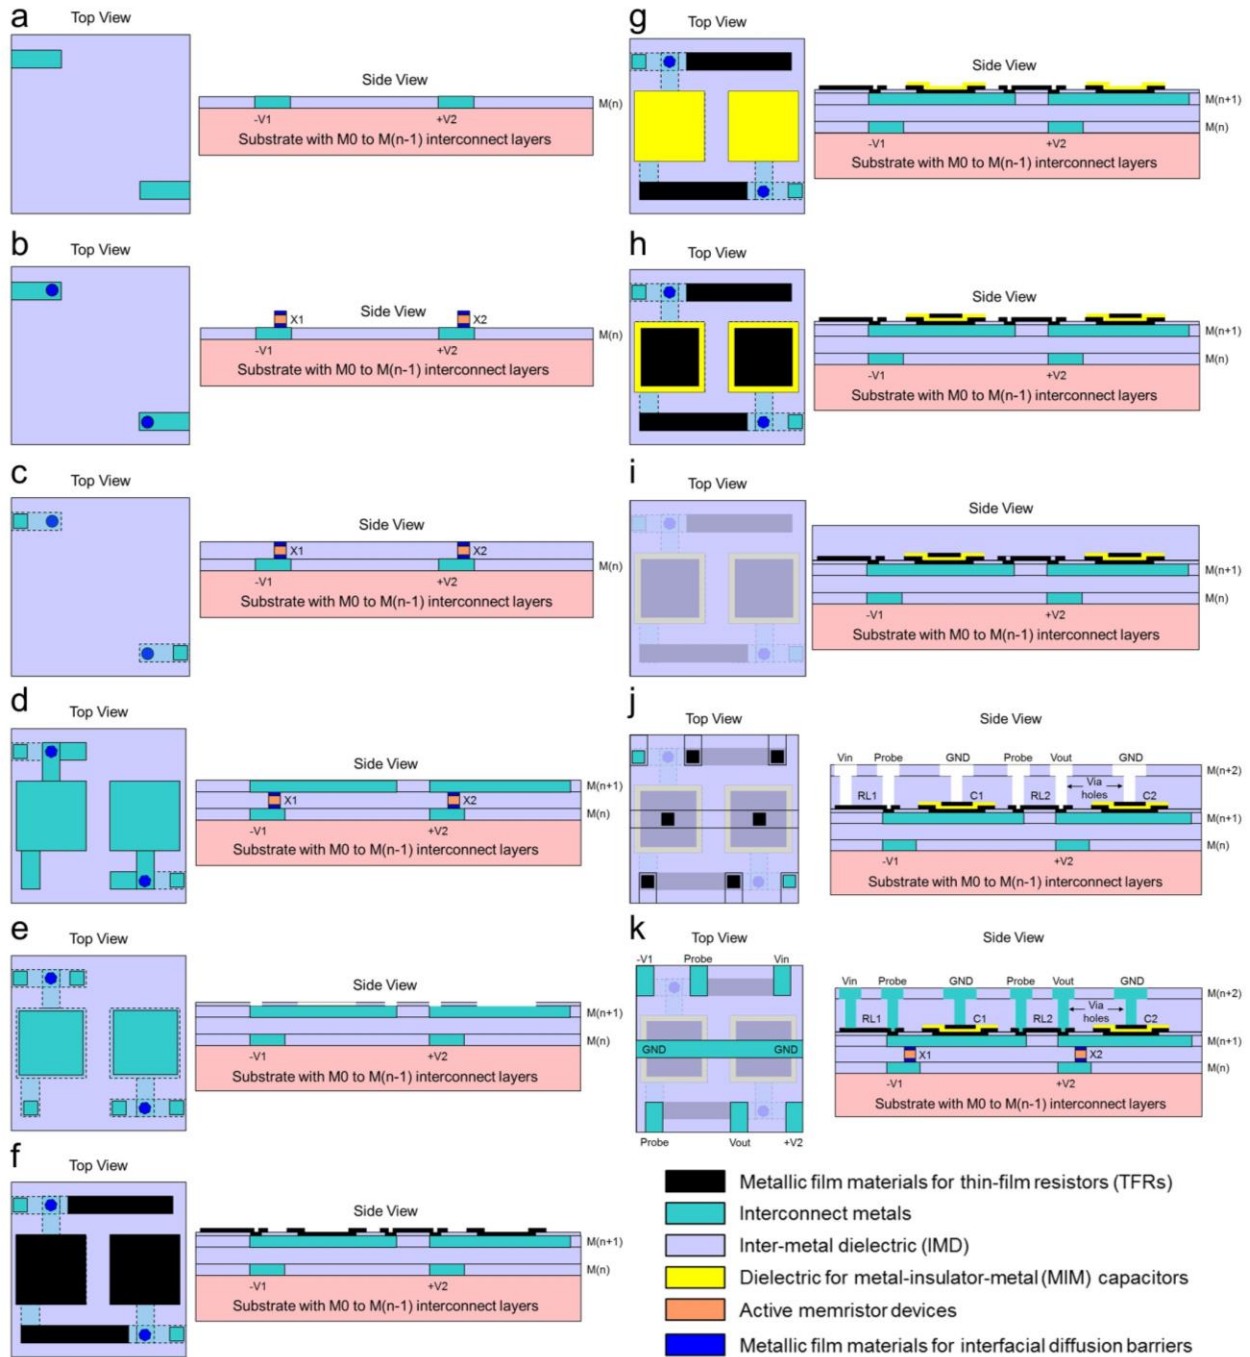 a
Top View
Side View
M(n)
-V1
+V2
Substrate with M0 to M(n-1) interconnect layers
b
Top View
Side View
X1
X2
M(n)
-V1
+V2
Substrate with M0 to M(n-1) interconnect layers
c
Top View
Side View
X1
X2
M(n)
-V1
+V2
Substrate with M0 to M(n-1) interconnect layers
d
Top View
Side View
M(n+1)
X1
X2
M(n)
-V1
+V2
Substrate with M0 to M(n-1) interconnect layers
e
Top View
Side View
M(n+1)
M(n)
-V1
+V2
Substrate with M0 to M(n-1) interconnect layers
f
Top View
Side View
M(n+1)
M(n)
-V1
+V2
Substrate with M0 to M(n-1) interconnect layers
g
Top View
Side View
M(n+1)
M(n)
-V1
+V2
Substrate with M0 to M(n-1) interconnect layers
h
Top View
Side View
M(n+1)
M(n)
-V1
+V2
Substrate with M0 to M(n-1) interconnect layers
i
Top View
Side View
M(n+1)
M(n)
-V1
+V2
Substrate with M0 to M(n-1) interconnect layers
j
Top View
Side View
Vin Probe GND Probe Vout GND
M(n+2)
RL1 C1 RL2 Via holes C2
M(n+1)
M(n)
-V1
+V2
Substrate with M0 to M(n-1) interconnect layers
k
Top View
-V1 Probe Vin
GND GND
Probe Vout +V2
Side View
Vin Probe GND Probe Vout GND
M(n+2)
RL1 C1 RL2 Via holes C2
M(n+1)
X1
X2
M(n)
-V1
+V2
Substrate with M0 to M(n-1) interconnect layers
Metallic film materials for thin-film resistors (TFRs)
Interconnect metals
Inter-metal dielectric (IMD)
Dielectric for metal-insulator-metal (MIM) capacitors
Active memristor devices
Metallic film materials for interfacial diffusion barriers